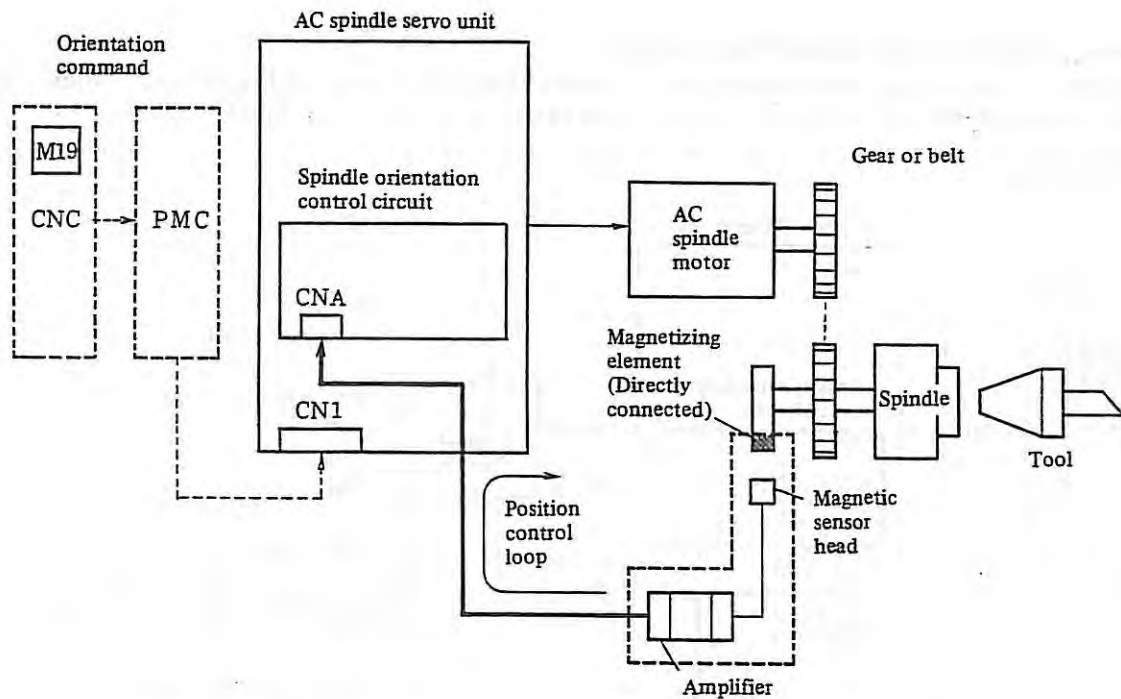 AC spindle servo unit
Orientation
command
M19
CNC
PMC
Spindle orientation
control circuit
CNA
CN1
AC
spindle
motor
Gear or belt
Magnetizing
element
(Directly
connected)
Spindle
Tool
Magnetic
sensor
head
Position
control
loop
Amplifier